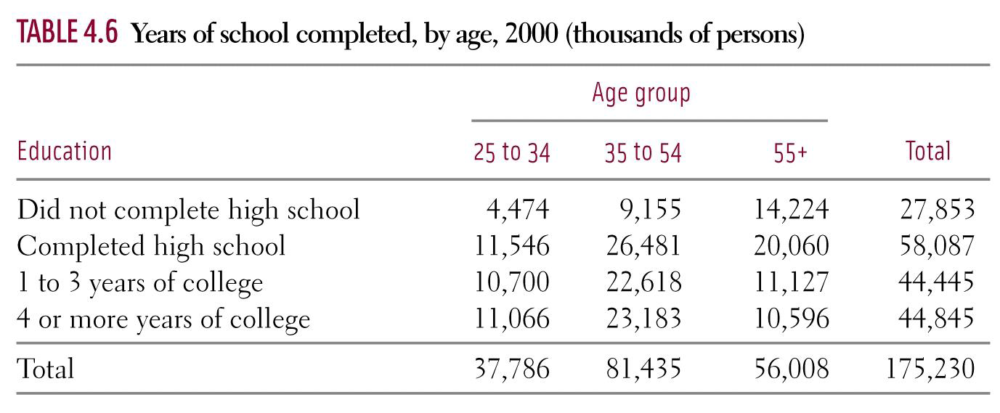 TABLE 4.6 Years of school completed, by age, 2000 (thousands of persons)
Age group
Education 25 to 34 35 to 54 55+ Total
Did not complete high school 4,474 9,155 14,224 27,853
Completed high school 11,546 26,481 20,060 58,087
1 to 3 years of college 10,700 22,618 11,127 44,445
4 or more years of college 11,066 23,183 10,596 44,845
Total 37,786 81,435 56,008 175,230